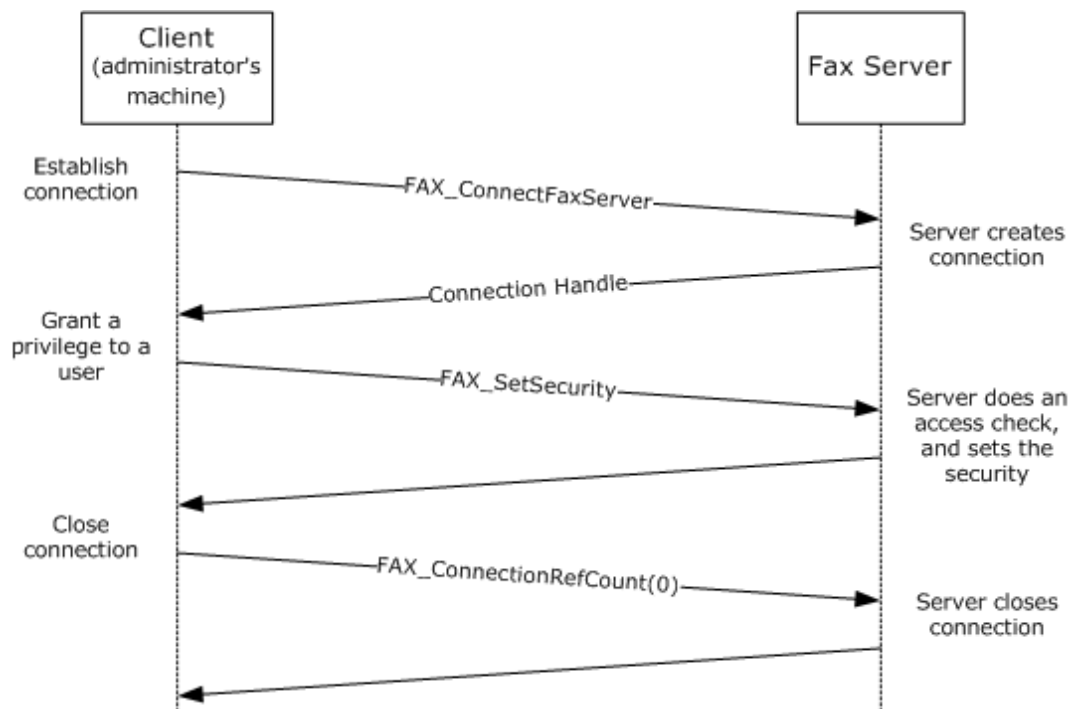 Client
(administrator's
machine)
Fax Server
Establish
connection
FAX_ConnectFaxServer
Server creates
connection
Connection Handle
Grant a
privilege to a
user
FAX_SetSecurity
Server does an
access check,
and sets the
security
Close
connection
FAX_ConnectionRefCount(0)
Server closes
connection